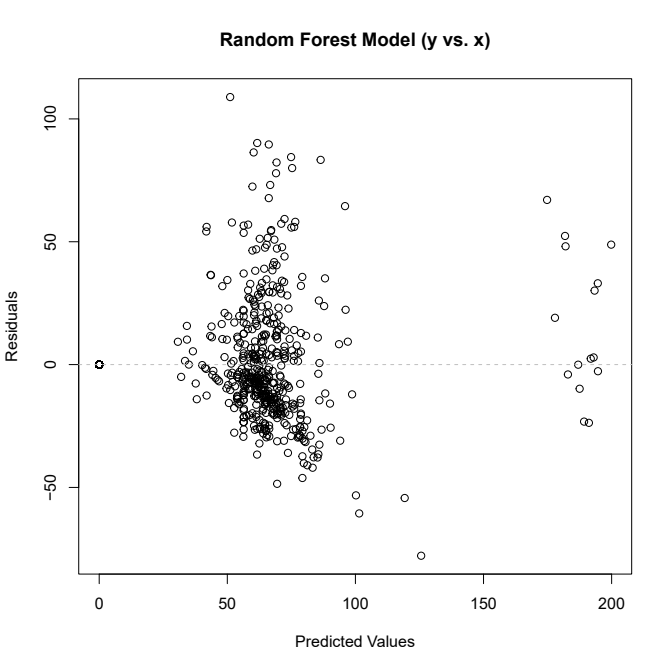 Random Forest Model (y vs. x)
Residuals
100
50
0
−50
0 50 100 150 200
Predicted Values